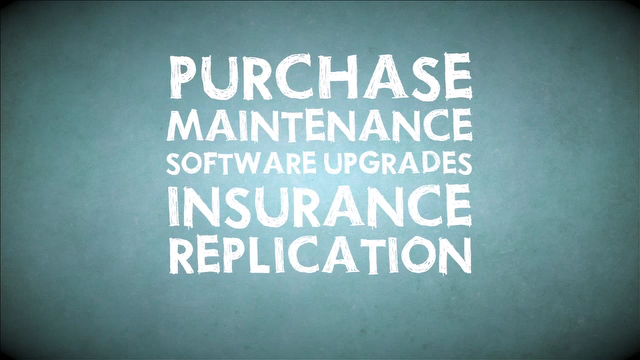 PURCHASE
MAINTENANCE
SOFTWARE UPGRADES
INSURANCE
REPLICATION